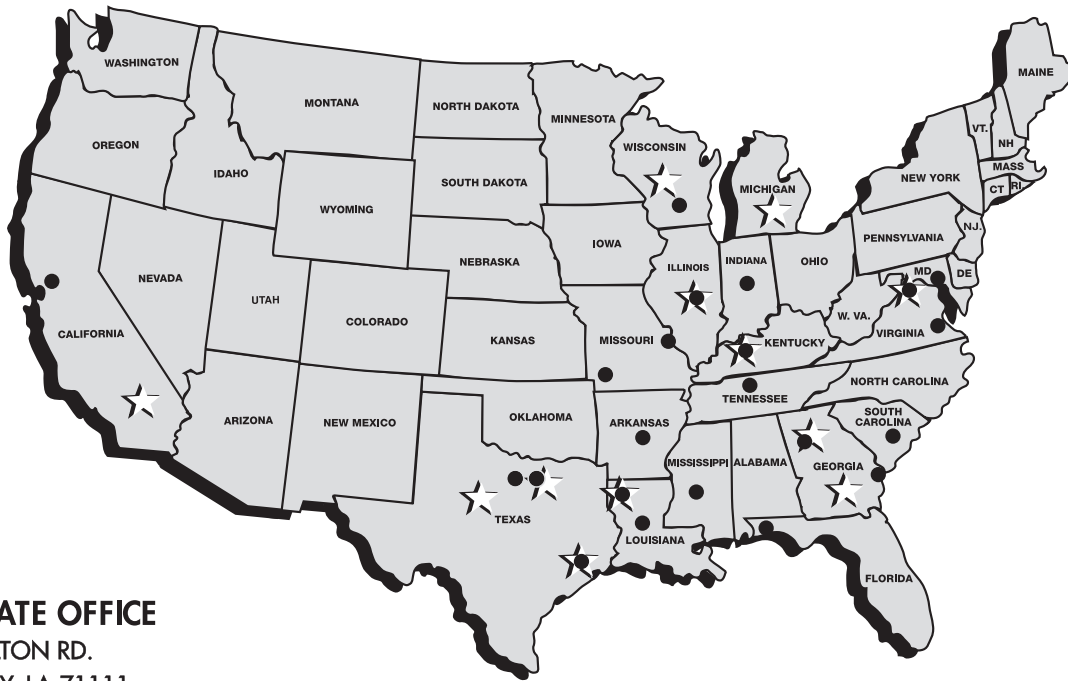 WASHINGTON
MONTANA
NORTH DAKOTA
MINNESOTA
MAINE
OREGON
IDAHO
WISCONSIN
VT.
NH
MASS
NEW YORK
CT
RI
SOUTH DAKOTA
WYOMING
MICHIGAN
NEBRASKA
IOWA
PENNSYLVANIA
NJ.
NEVADA
UTAH
ILLINOIS
INDIANA
OHIO
MD
DE
COLORADO
CALIFORNIA
KANSAS
MISSOURI
W. VA.
KENTUCKY
VIRGINIA
ARIZONA
NEW MEXICO
OKLAHOMA
ARKANSAS
TENNESSEE
NORTH CAROLINA
SOUTH
CAROLINA
MISSISSIPPI
ALABAMA
GEORGIA
TEXAS
LOUISIANA
FLORIDA
ATE OFFICE
TON RD.
Y, LA 71111